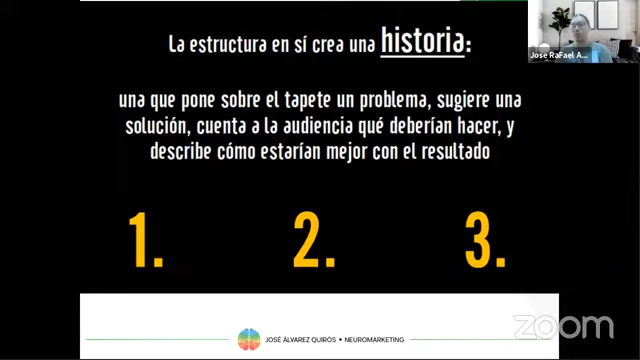 La estructura en sí crea una historia:
una que pone sobre el tapete un problema, sugiere una
solución, cuenta a la audiencia qué deberían hacer, y
describe cómo estarían mejor con el resultado
1. 2. 3.
Jose RaFael A...
JOSÉ ÁLVAREZ QUIRÓS • NEUROMARKETING
zoom